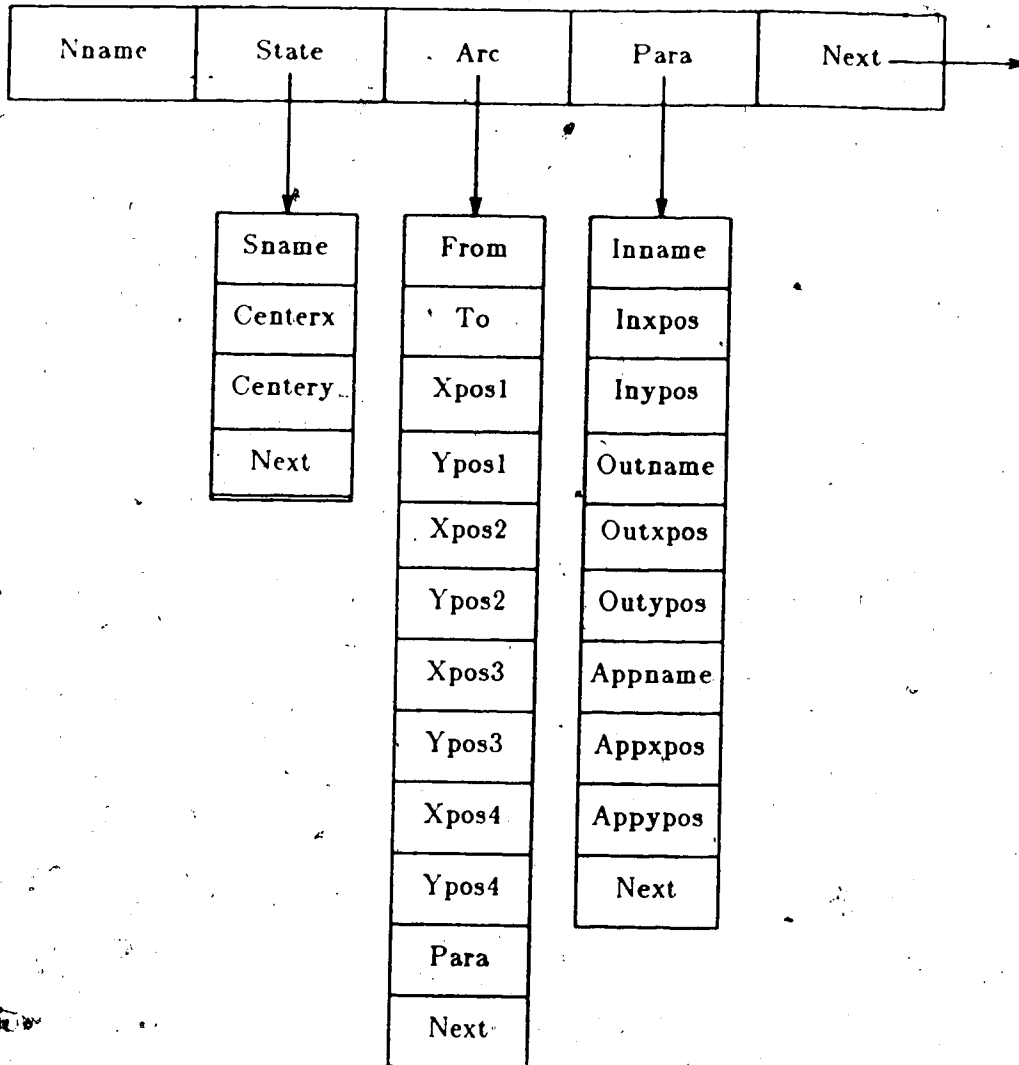 Nname State Arc Para Next
Sname
Centerx
Centery
Next
From
To
Xpos1
Ypos1
Xpos2
Ypos2
Xpos3
Ypos3
Xpos4
Ypos4
Para
Next
Inname
Inxpos
Inypos
Outname
Outxpos
Outypos
Appname
Appxpos
Appypos
Next